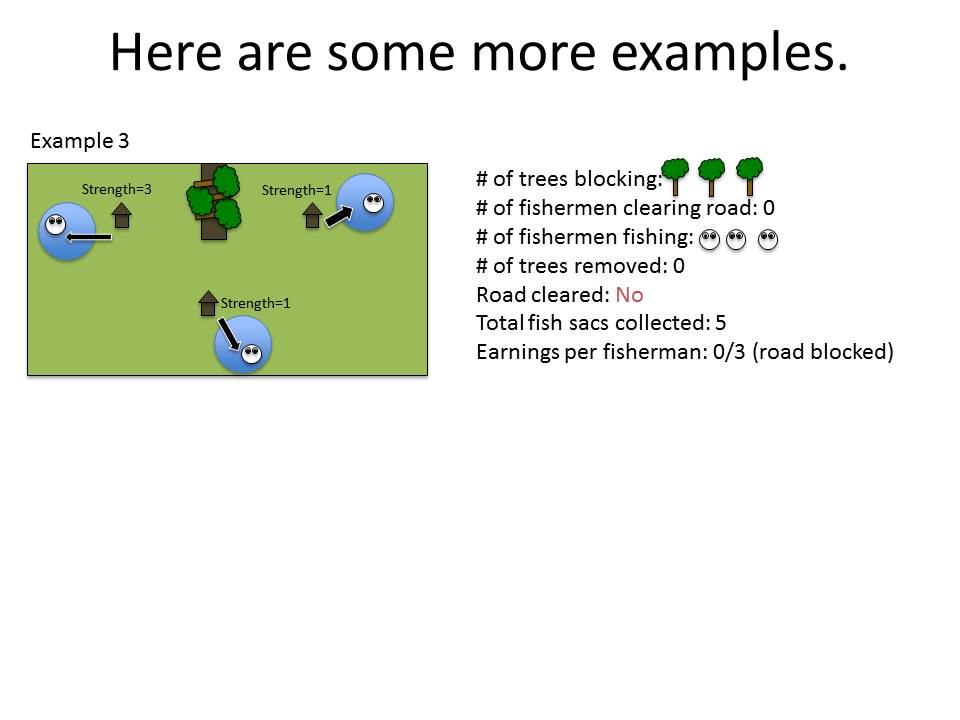 Here are some more examples.
Example 3
Strength=3
Strength=1
Strength=1
# of trees blocking:
# of fishermen clearing road: 0
# of fishermen fishing:
# of trees removed: 0
Road cleared: No
Total fish sacs collected: 5
Earnings per fisherman: 0/3 (road blocked)